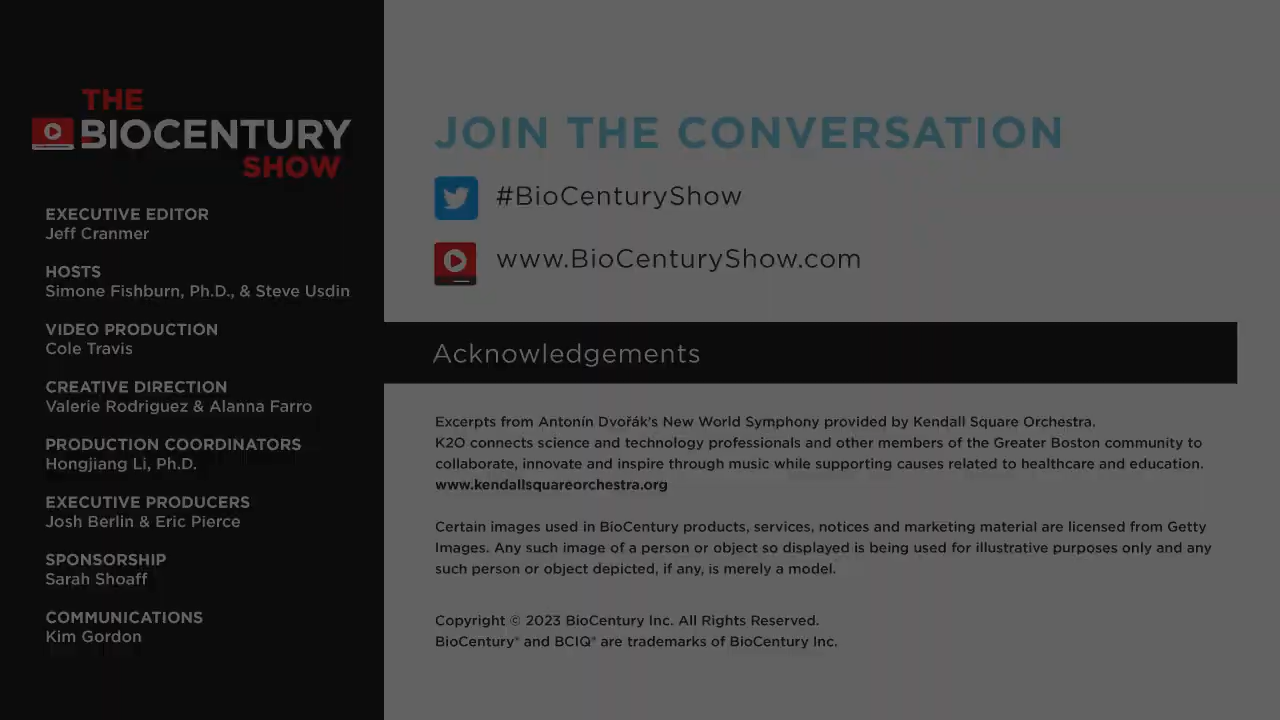 THE
BIOCENTURY
SHOW
EXECUTIVE EDITOR
Jeff Cranmer
HOSTS
Simone Fishburn, Ph.D., & Steve Usdin
VIDEO PRODUCTION
Cole Travis
CREATIVE DIRECTION
Valerie Rodriguez & Alanna Farro
PRODUCTION COORDINATORS
Hongjiang Li, Ph.D.
EXECUTIVE PRODUCERS
Josh Berlin & Eric Pierce
SPONSORSHIP
Sarah Shoaff
COMMUNICATIONS
Kim Gordon
JOIN THE CONVERSATION
#BioCenturyShow
www.BioCenturyShow.com
Acknowledgements
Excerpts from Antonín Dvořák's New World Symphony provided by Kendall Square Orchestra.
K2O connects science and technology professionals and other members of the Greater Boston community to
collaborate, innovate and inspire through music while supporting causes related to healthcare and education.
www.kendallsquareorchestra.org
Certain images used in BioCentury products, services, notices and marketing material are licensed from Getty
Images. Any such image of a person or object so displayed is being used for illustrative purposes only and any
such person or object depicted, if any, is merely a model.
Copyright © 2023 BioCentury Inc. All Rights Reserved.
BioCentury® and BCIQ® are trademarks of BioCentury Inc.